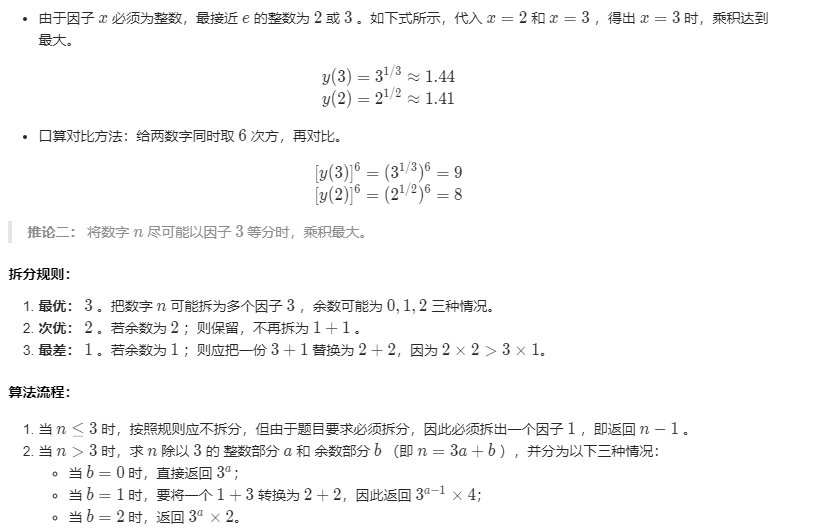 • 由于因子 x 必须为整数，最接近 e 的整数为 2 或 3 。如下式所示，代入 x = 2 和 x = 3 ，得出 x = 3 时，乘积达到
最大。
y(3) = 3^{1/3} ≈ 1.44
y(2) = 2^{1/2} ≈ 1.41
• 口算对比方法：给两数字同时取 6 次方，再对比。
[y(3)]^6 = (3^{1/3})^6 = 9
[y(2)]^6 = (2^{1/2})^6 = 8
推论二： 将数字 n 尽可能以因子 3 等分时，乘积最大。
拆分规则：
1. 最优： 3 。把数字 n 可能拆为多个因子 3 ，余数可能为 0, 1, 2 三种情况。
2. 次优： 2 。若余数为 2 ；则保留，不再拆为 1 + 1 。
3. 最差： 1 。若余数为 1 ；则应把一份 3 + 1 替换为 2 + 2，因为 2 × 2 > 3 × 1。
算法流程：
1. 当 n ≤ 3 时，按照规则应不拆分，但由于题目要求必须拆分，因此必须拆出一个因子 1 ，即返回 n − 1 。
2. 当 n > 3 时，求 n 除以 3 的 整数部分 a 和 余数部分 b （即 n = 3a + b ），并分为以下三种情况：
◦ 当 b = 0 时，直接返回 3^a；
◦ 当 b = 1 时，要将一个 1 + 3 转换为 2 + 2，因此返回 3^{a−1} × 4；
◦ 当 b = 2 时，返回 3^a × 2。